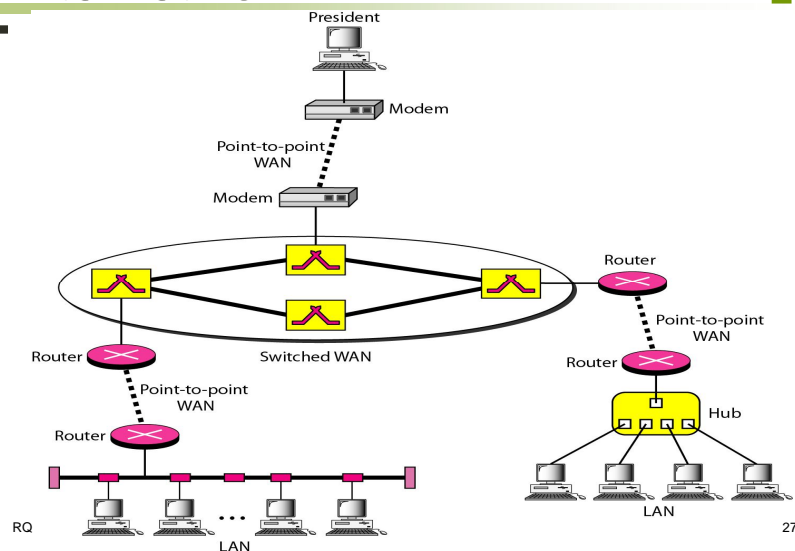 President
Modem
Point-to-point
WAN
Modem
Router
Switched WAN
Router
Point-to-point
WAN
Router
Point-to-point
WAN
Router
Hub
LAN
LAN
RQ
27